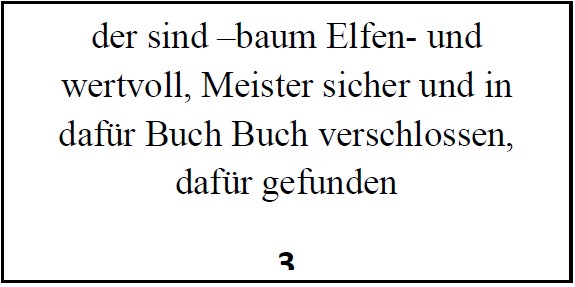 der sind –baum Elfen- und
wertvoll, Meister sicher und in
dafür Buch Buch verschlossen,
dafür gefunden
3